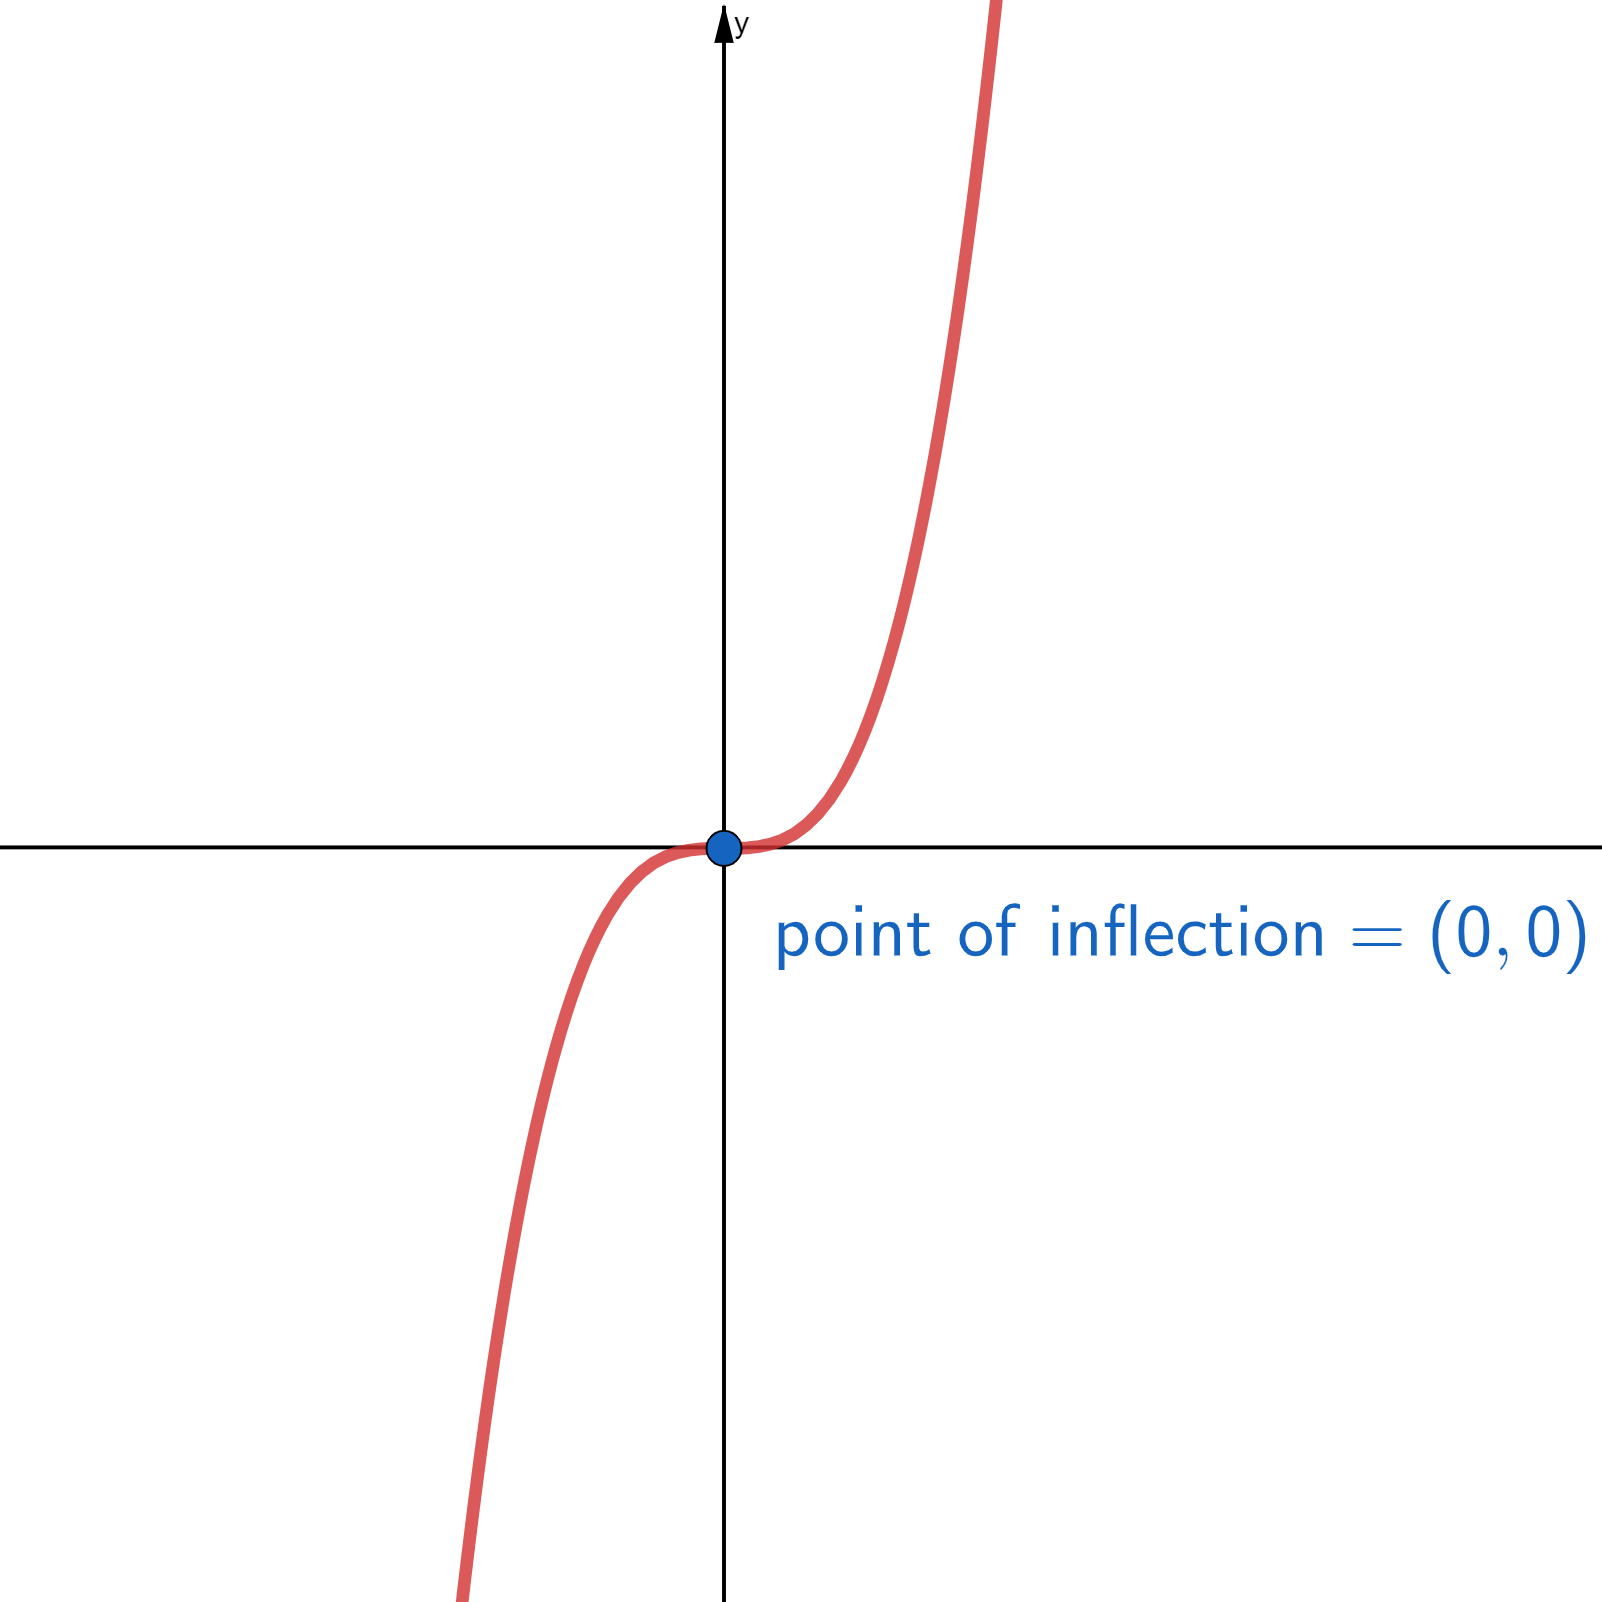 y
point of inflection = (0, 0)